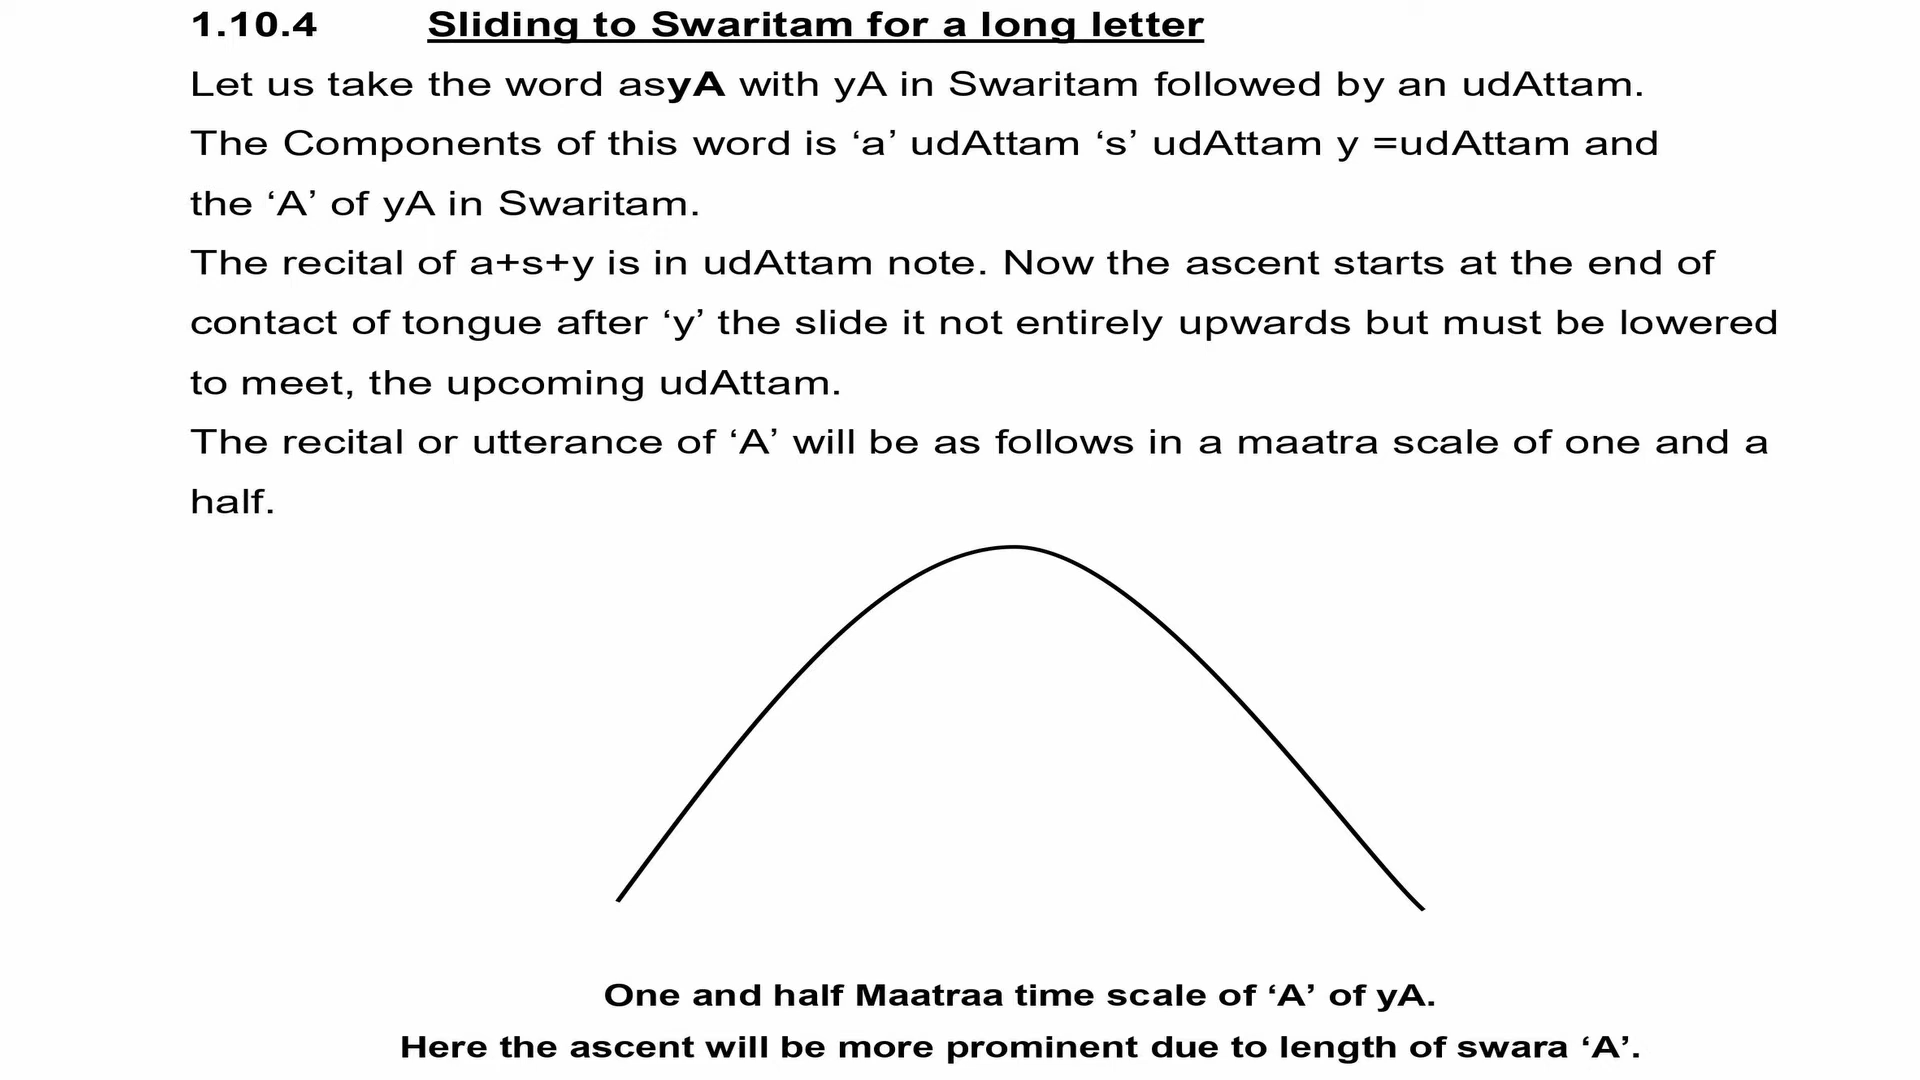 1.10.4 Sliding to Swaritam for a long letter
Let us take the word asyA with yA in Swaritam followed by an udAttam.
The Components of this word is ‘a’ udAttam ‘s’ udAttam y =udAttam and
the ‘A’ of yA in Swaritam.
The recital of a+s+y is in udAttam note. Now the ascent starts at the end of
contact of tongue after ‘y’ the slide it not entirely upwards but must be lowered
to meet, the upcoming udAttam.
The recital or utterance of ‘A’ will be as follows in a maatra scale of one and a
half.
One and half Maatraa time scale of ‘A’ of yA.
Here the ascent will be more prominent due to length of swara ‘A’.